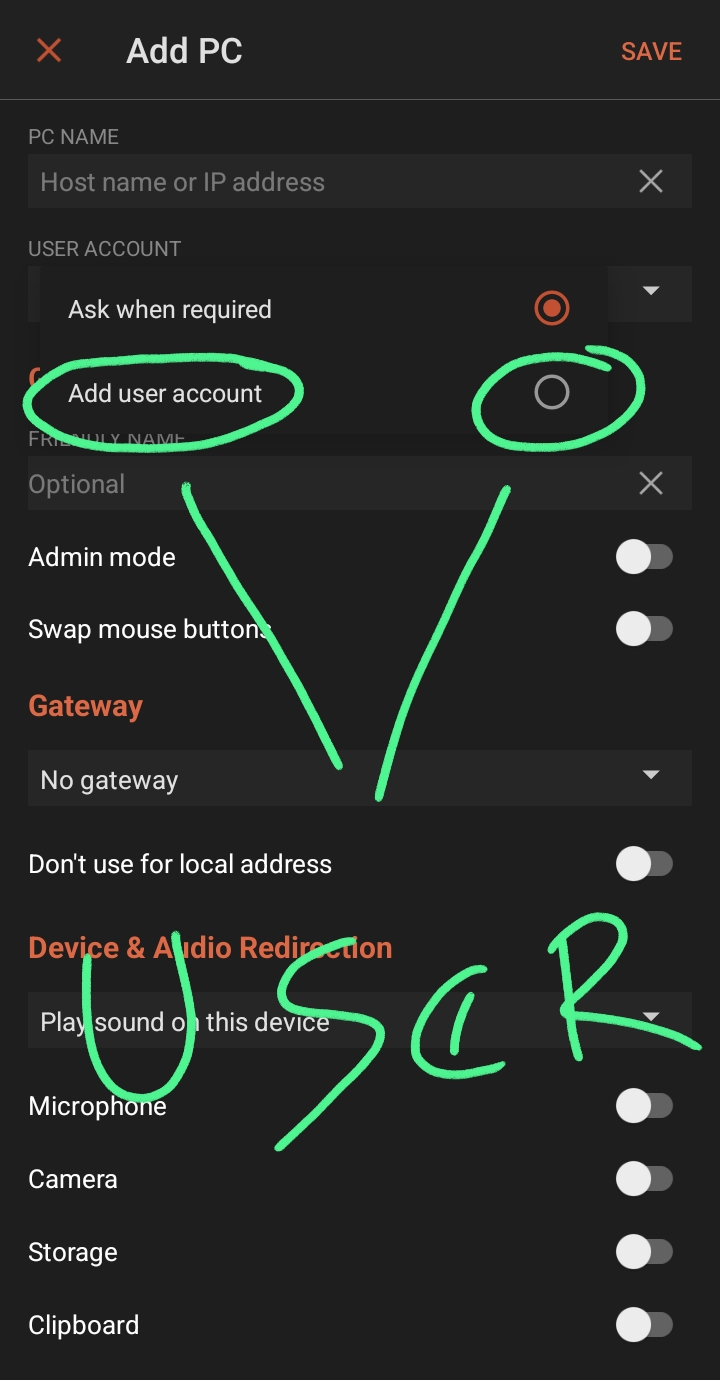 Add PC
SAVE
PC NAME
Host name or IP address
USER ACCOUNT
Ask when required
Add user account
FRIENDLY NAME
Optional
Admin mode
Swap mouse buttons
Gateway
No gateway
Don't use for local address
Device & Audio Redirection
USER
Play sound on this device
Microphone
Camera
Storage
Clipboard